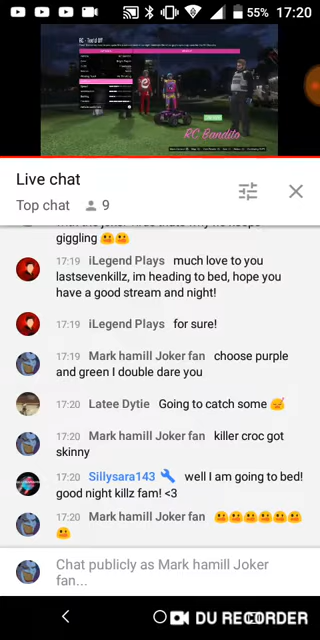 55% 17:20
RC Bandito
Live chat
Top chat 9
giggling
17:19 iLegend Plays much love to you
lastsevenkillz, im heading to bed, hope you
have a good stream and night!
17:19 iLegend Plays for sure!
17:19 Mark hamill Joker fan choose purple
and green I double dare you
17:20 Latee Dytie Going to catch some
17:20 Mark hamill Joker fan killer croc got
skinny
17:20 Sillysara143 well I am going to bed!
good night killz fam! <3
17:20 Mark hamill Joker fan
Chat publicly as Mark hamill Joker
fan...
DU RECORDER